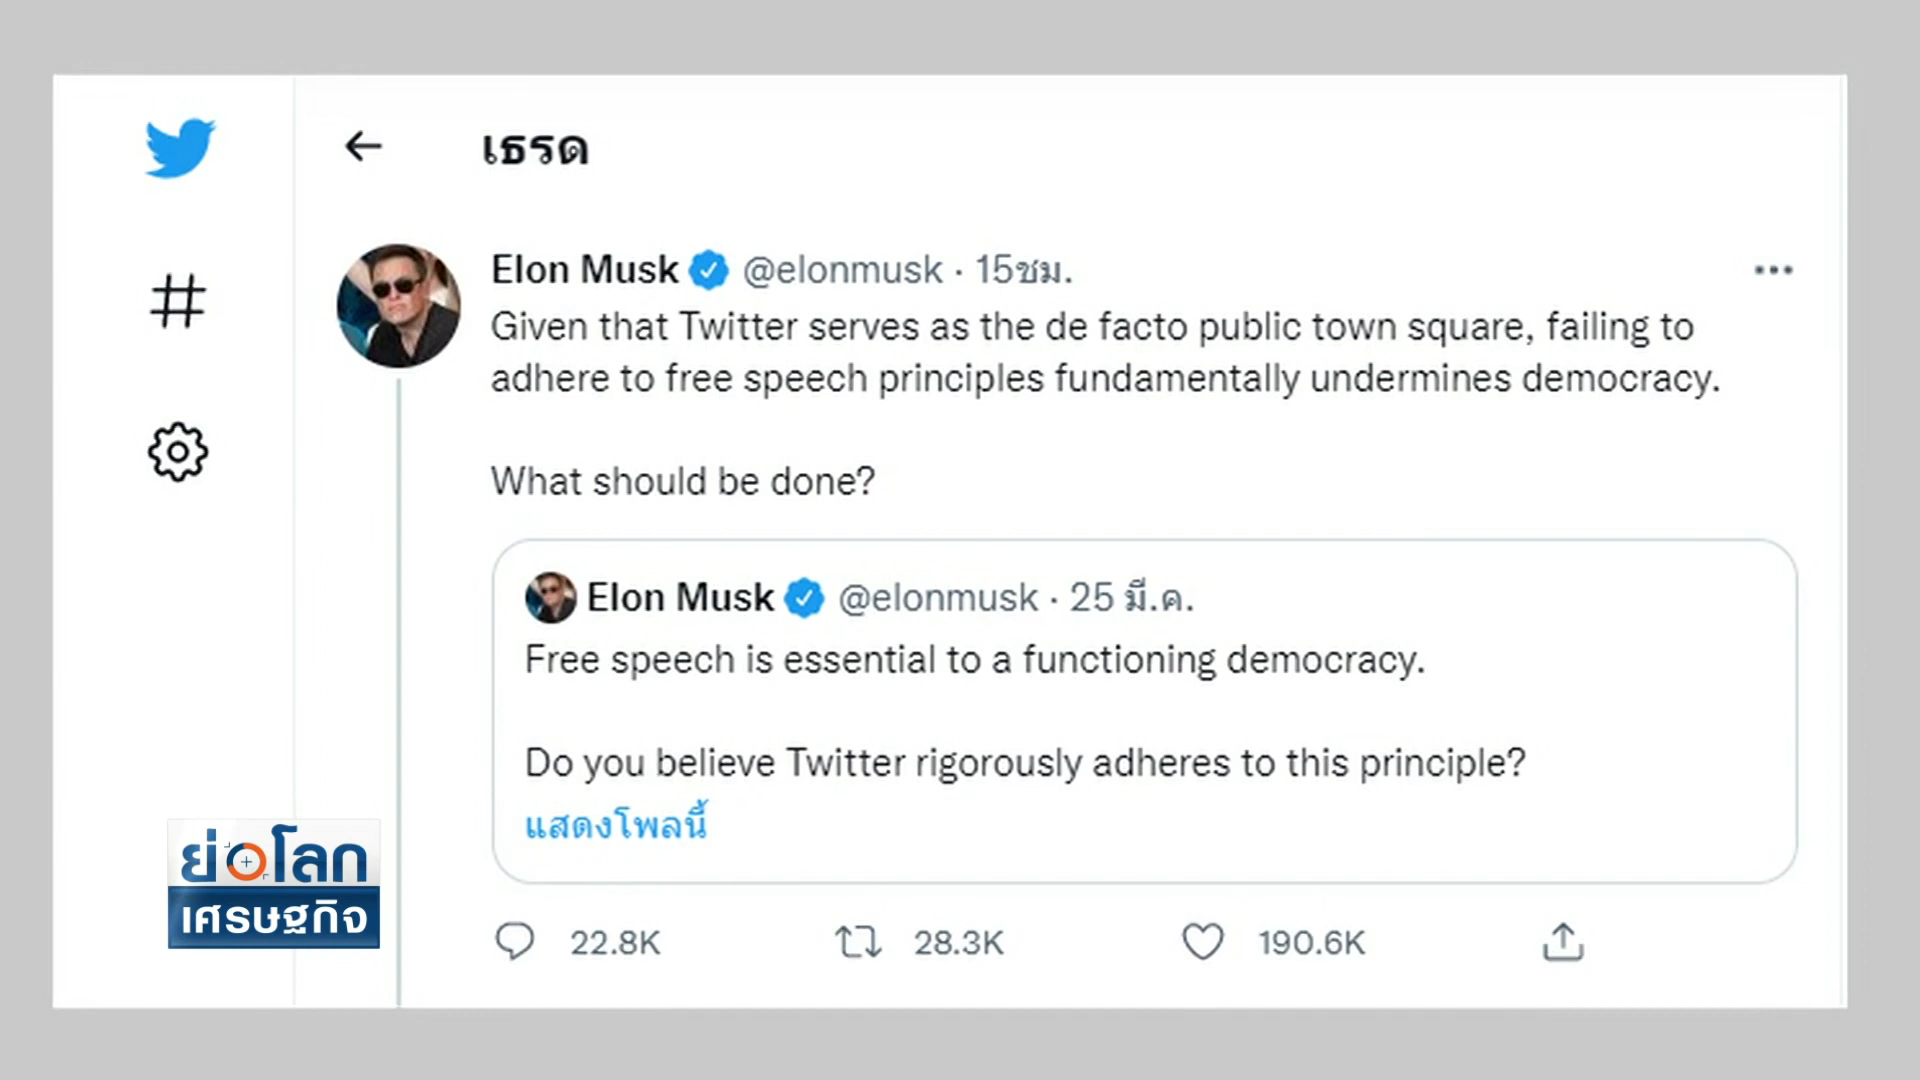 เธรด
Elon Musk @elonmusk · 15ชม.
Given that Twitter serves as the de facto public town square, failing to
adhere to free speech principles fundamentally undermines democracy.
What should be done?
Elon Musk @elonmusk · 25 มี.ค.
Free speech is essential to a functioning democracy.
Do you believe Twitter rigorously adheres to this principle?
แสดงโพลนี้
22.8K 28.3K 190.6K
ย่อโลก
เศรษฐกิจ